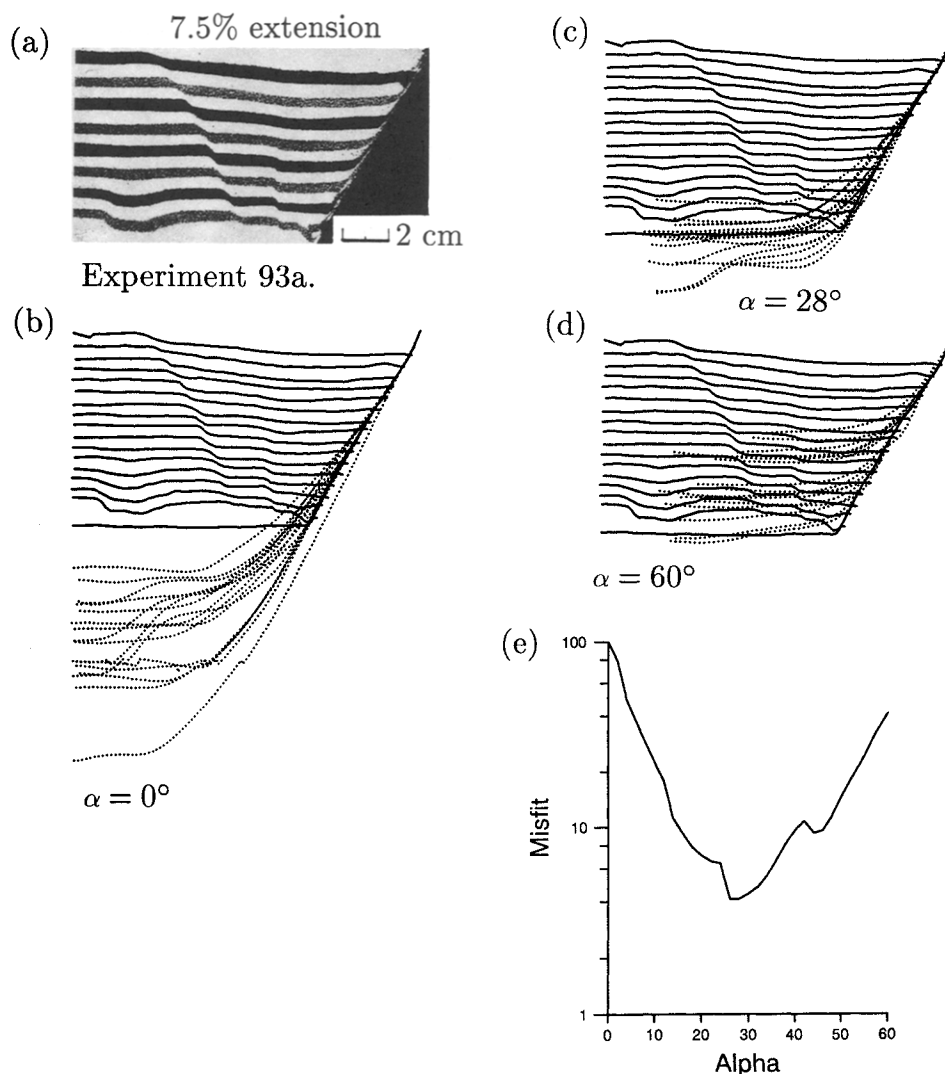 (a)
7.5% extension
2 cm
Experiment 93a.
(b)
α = 0°
(c)
α = 28°
(d)
α = 60°
(e)
100
10
1
Misfit
0 10 20 30 40 50 60
Alpha